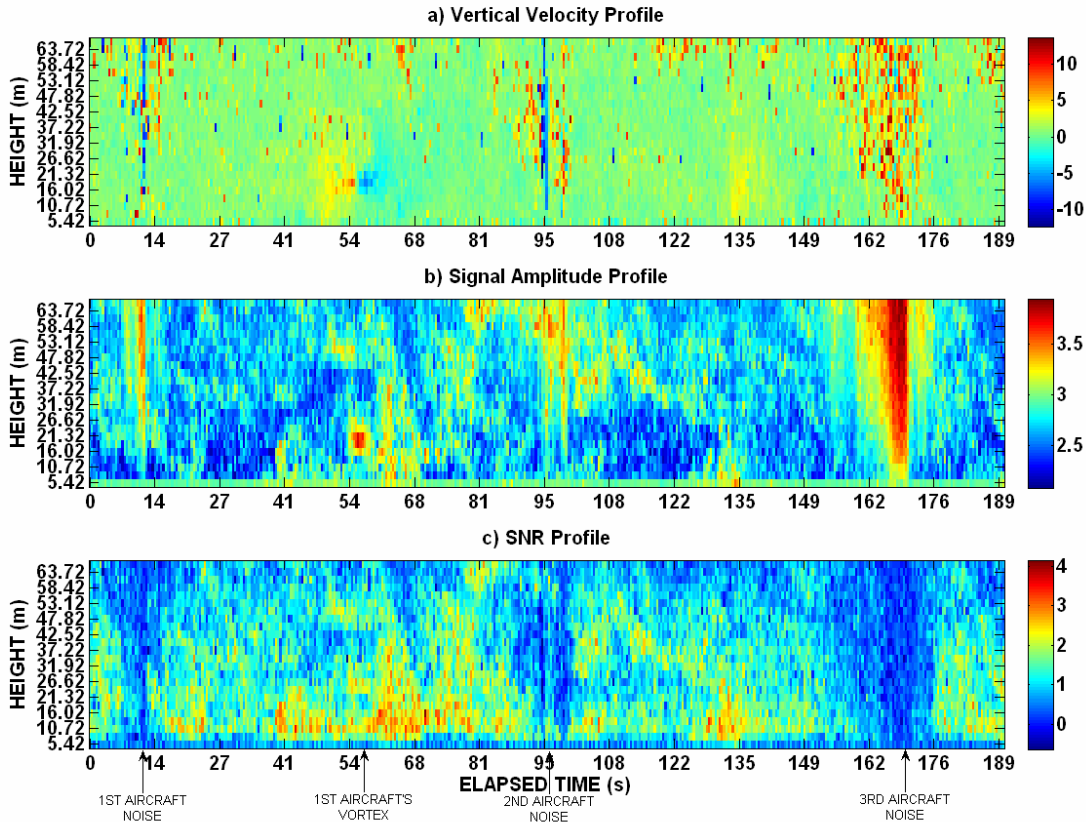 a) Vertical Velocity Profile
HEIGHT (m)
63.72
58.42
53.12
47.82
42.52
37.22
31.92
26.62
21.32
16.02
10.72
5.42
0 14 27 41 54 68 81 95 108 122 135 149 162 176 189
10
5
0
-5
-10
b) Signal Amplitude Profile
HEIGHT (m)
63.72
58.42
53.12
47.82
42.52
37.22
31.92
26.62
21.32
16.02
10.72
5.42
0 14 27 41 54 68 81 95 108 122 135 149 162 176 189
3.5
3
2.5
c) SNR Profile
HEIGHT (m)
63.72
58.42
53.12
47.82
42.52
37.22
31.92
26.62
21.32
16.02
10.72
5.42
0 14 27 41 54 68 81 95 108 122 135 149 162 176 189
4
3
2
1
0
ELAPSED TIME (s)
1ST AIRCRAFT
NOISE
1ST AIRCRAFT'S
VORTEX
2ND AIRCRAFT
NOISE
3RD AIRCRAFT
NOISE